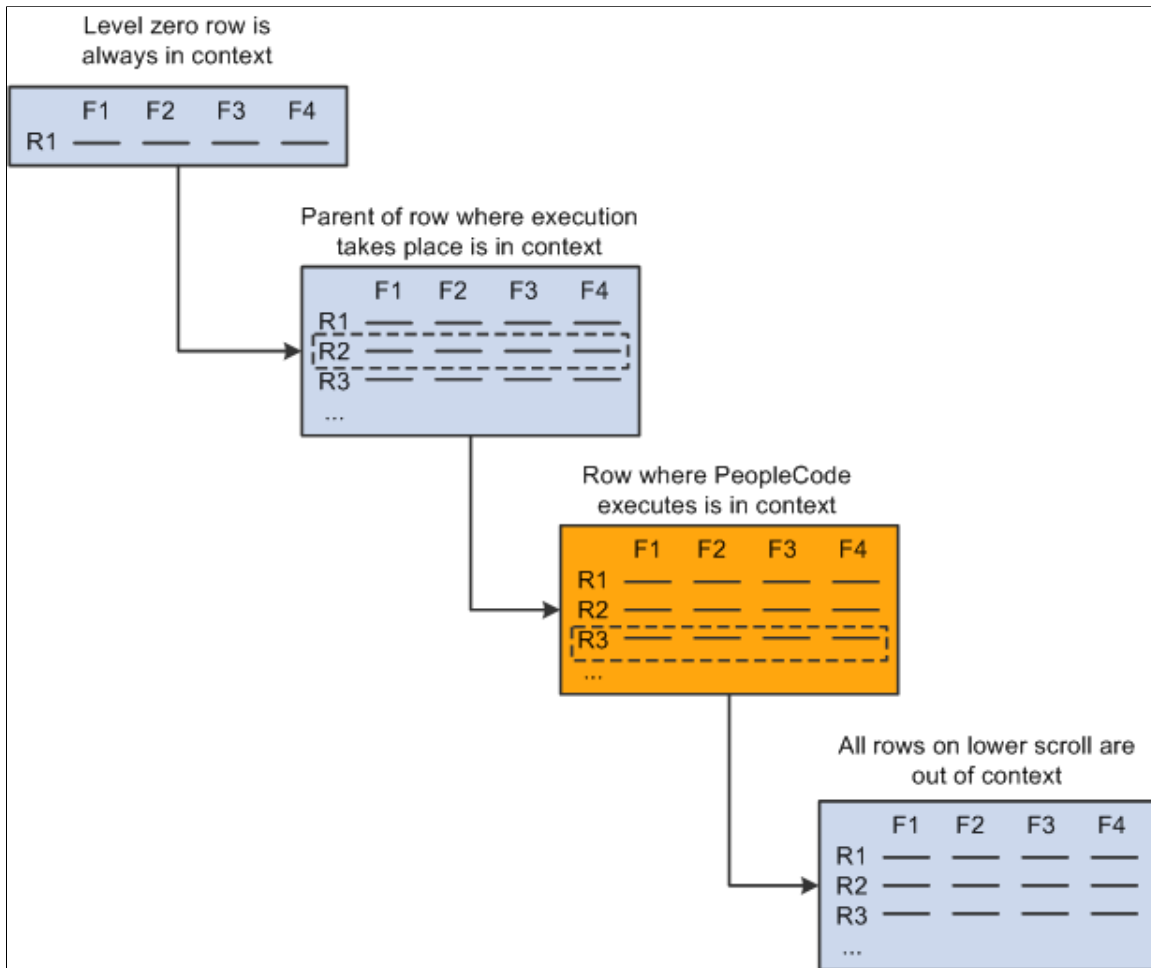 Level zero row is
always in context
F1 F2 F3 F4
R1
Parent of row where execution
takes place is in context
F1 F2 F3 F4
R1
R2
R3
...
Row where PeopleCode
executes is in context
F1 F2 F3 F4
R1
R2
R3
...
All rows on lower scroll are
out of context
F1 F2 F3 F4
R1
R2
R3
...